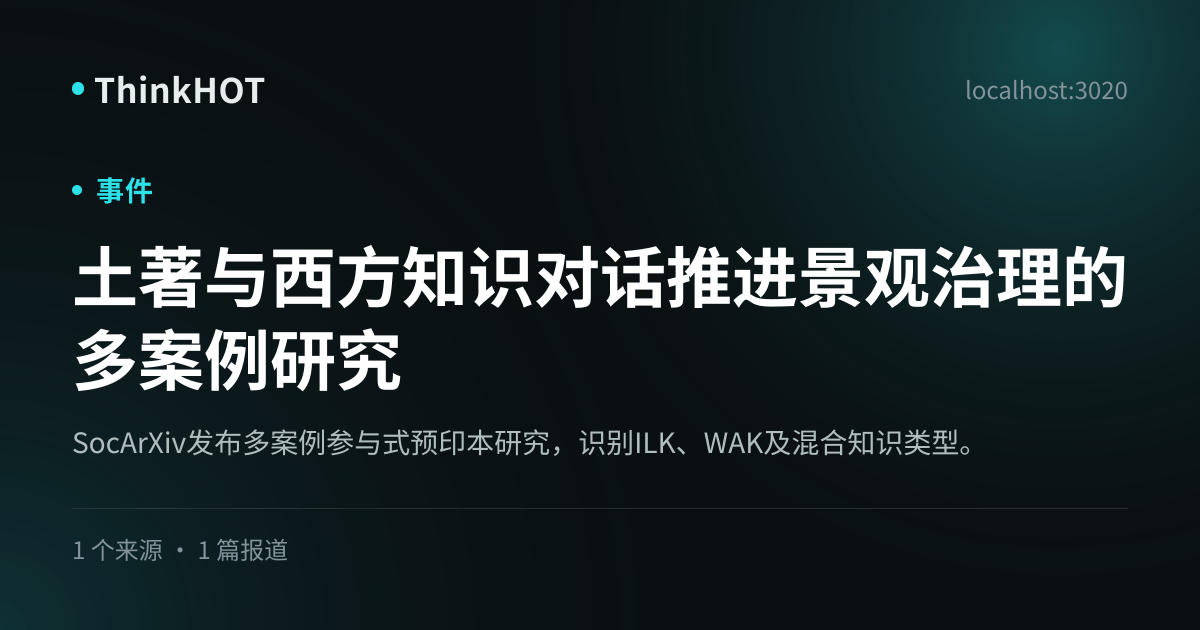 ThinkHOT
localhost:3020
事件
土著与西方知识对话推进景观治理的
多案例研究
SocArXiv发布多案例参与式预印本研究，识别ILK、WAK及混合知识类型。
1 个来源 · 1 篇报道